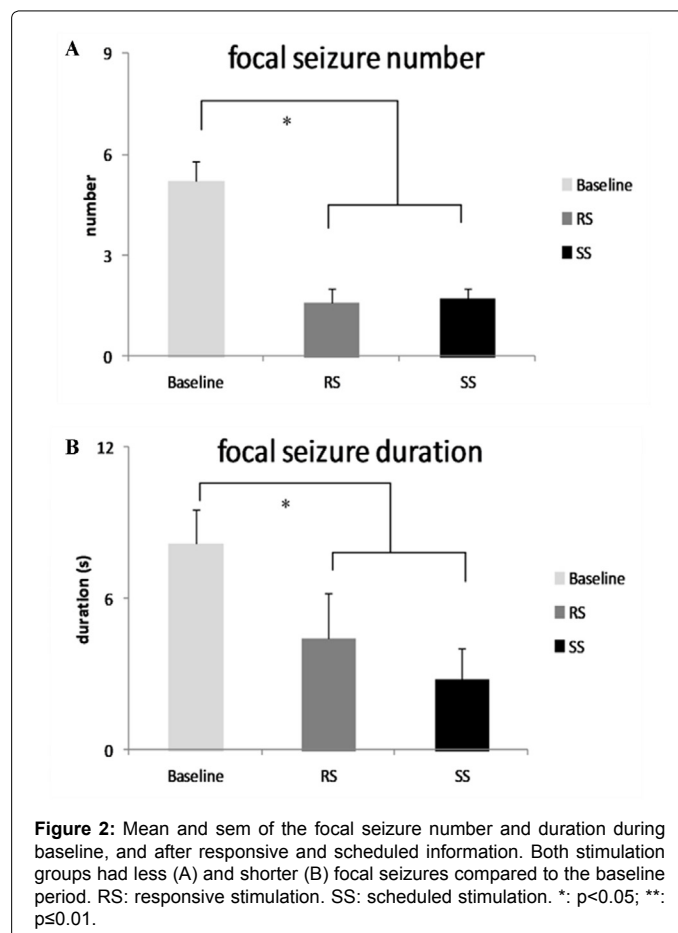 A
focal seizure number
9
6
3
0
number
*
Baseline
RS
SS
Baseline
RS
SS
B
focal seizure duration
12
6
0
duration (s)
*
Baseline
RS
SS
Baseline
RS
SS
Figure 2: Mean and sem of the focal seizure number and duration during
baseline, and after responsive and scheduled information. Both stimulation
groups had less (A) and shorter (B) focal seizures compared to the baseline
period. RS: responsive stimulation. SS: scheduled stimulation. *: p<0.05; **:
p≤0.01.